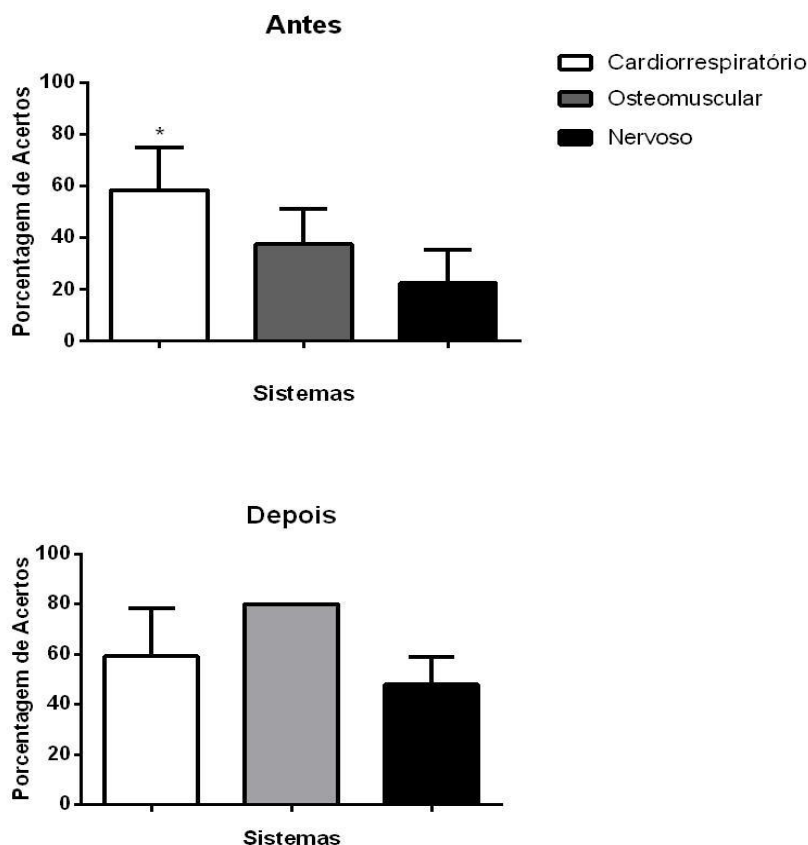 Antes
Cardiorrespiratório
Osteomuscular
Nervoso
Porcentagem de Acertos
100
80
60
40
20
0
*
Sistemas
Depois
Porcentagem de Acertos
100
80
60
40
20
0
Sistemas